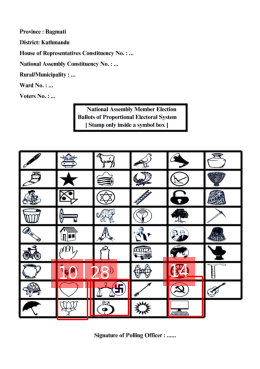 Province : Bagmati
District: Kathmandu
House of Representatives Constituency No. : ...
National Assembly Constituency No. : ...
Rural/Municipality : ...
Ward No. : ...
Voters No. : ...
National Assembly Member Election
Ballots of Proportional Electoral System
[ Stamp only inside a symbol box ]
10 28 14
Signature of Polling Officer : ......